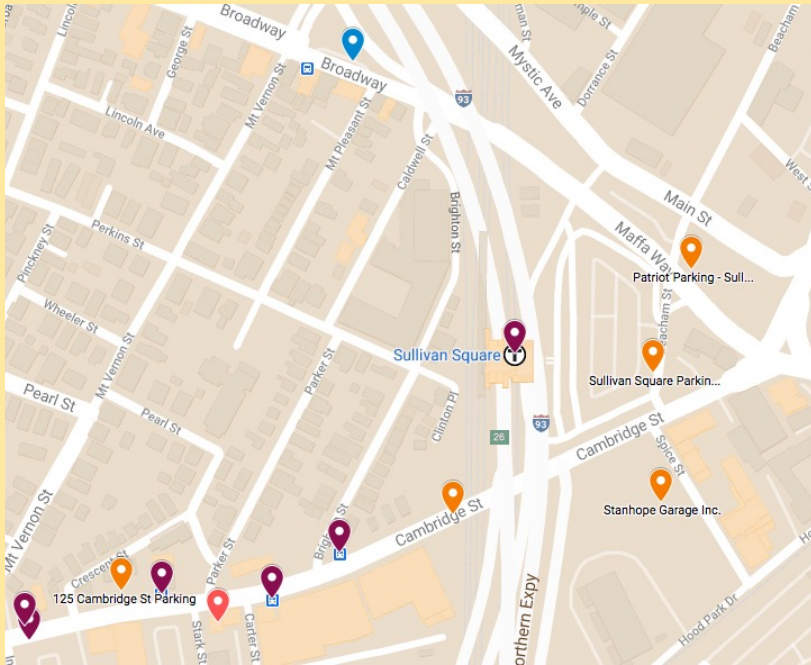 Broadway
Broadway
Lincoln Ave
George St
Mt Vernon St
Mt Pleasant St
Caldwell St
93
Mystic Ave
Dorrance St
Beacham St
Main St
Maffa Way
Patriot Parking - Sull...
Brighton St
Perkins St
Pinckney St
Wheeler St
Mt Vernon St
Pearl St
Pearl St
Parker St
Sullivan Square
T
Sullivan Square Parkin...
Clinton Pl
26
93
Cambridge St
Spice St
Stanhope Garage Inc.
Cambridge St
Mt Vernon St
Crescent St
125 Cambridge St Parking
Parker St
Stark St
Carter St
Hood Park Dr